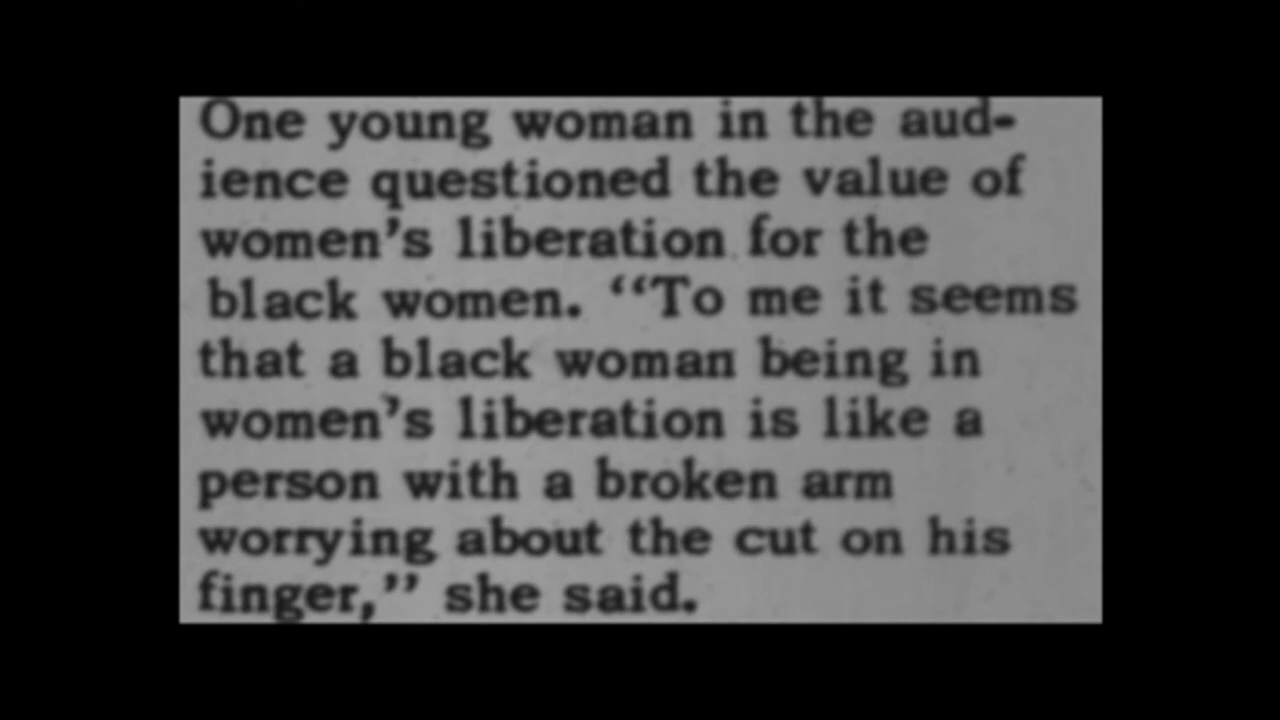 One young woman in the aud-
ience questioned the value of
women's liberation for the
black women. "To me it seems
that a black woman being in
women's liberation is like a
person with a broken arm
worrying about the cut on his
finger," she said.